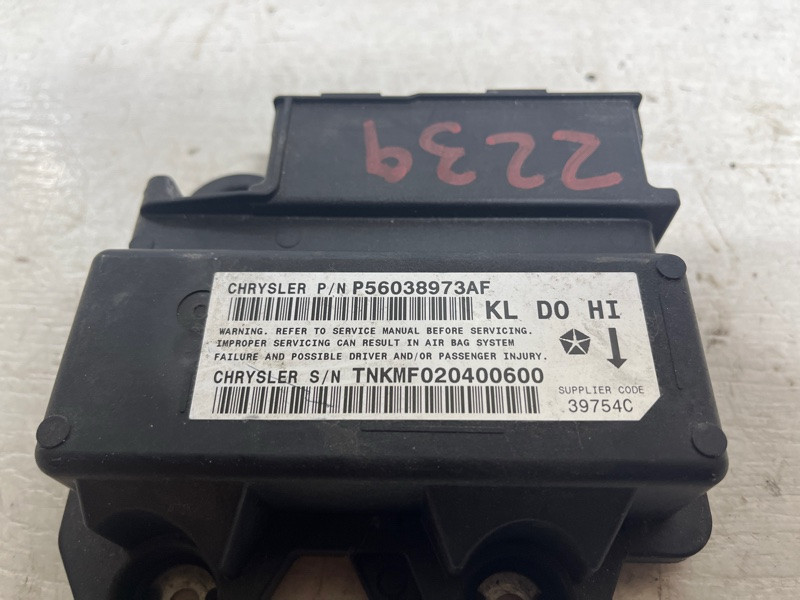 2239
CHRYSLER P/N P56038973AF
KL DO HI
WARNING. REFER TO SERVICE MANUAL BEFORE SERVICING.
IMPROPER SERVICING CAN RESULT IN AIR BAG SYSTEM
FAILURE AND POSSIBLE DRIVER AND/OR PASSENGER INJURY.
CHRYSLER S/N TNKMF020400600
SUPPLIER CODE
39754C